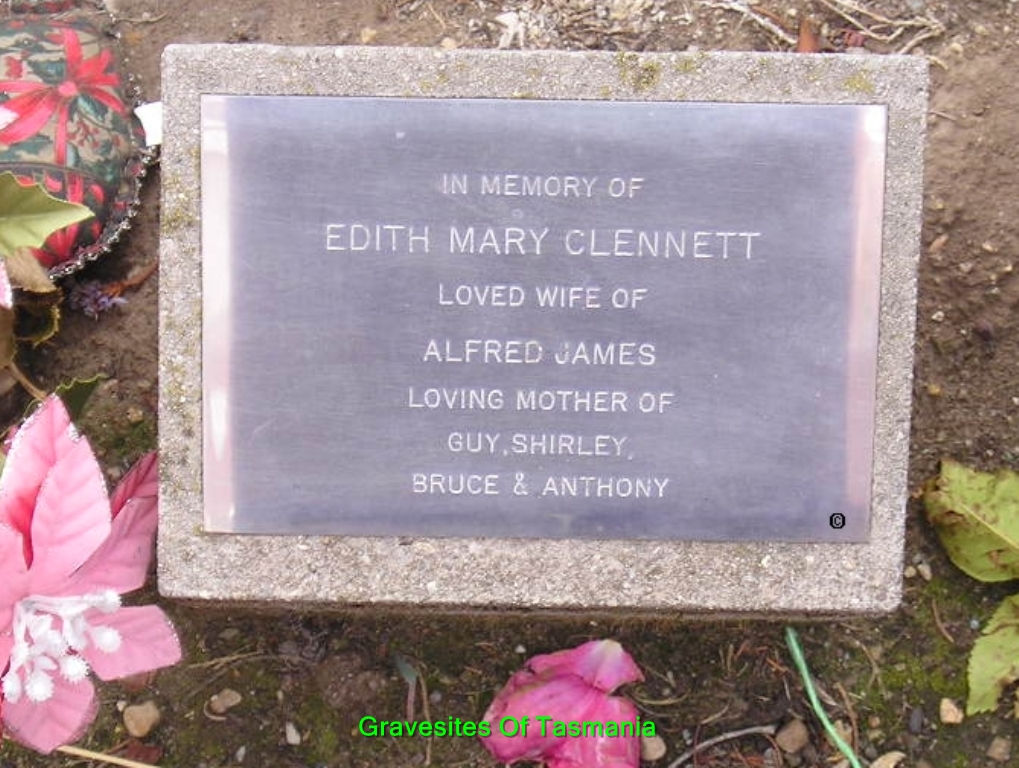 IN MEMORY OF
EDITH MARY CLENNETT
LOVED WIFE OF
ALFRED JAMES
LOVING MOTHER OF
GUY, SHIRLEY,
BRUCE & ANTHONY
©
Gravesites Of Tasmania